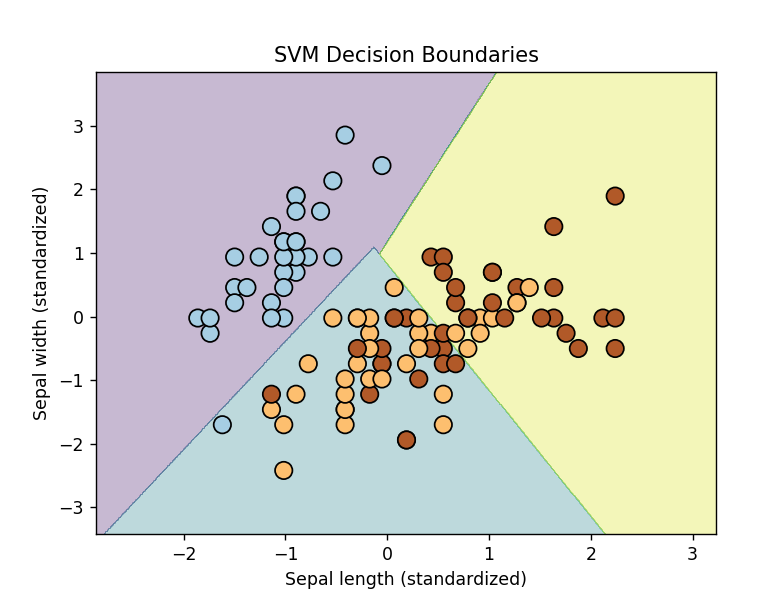 SVM Decision Boundaries
3
2
1
0
−1
−2
−3
Sepal width (standardized)
−2 −1 0 1 2 3
Sepal length (standardized)